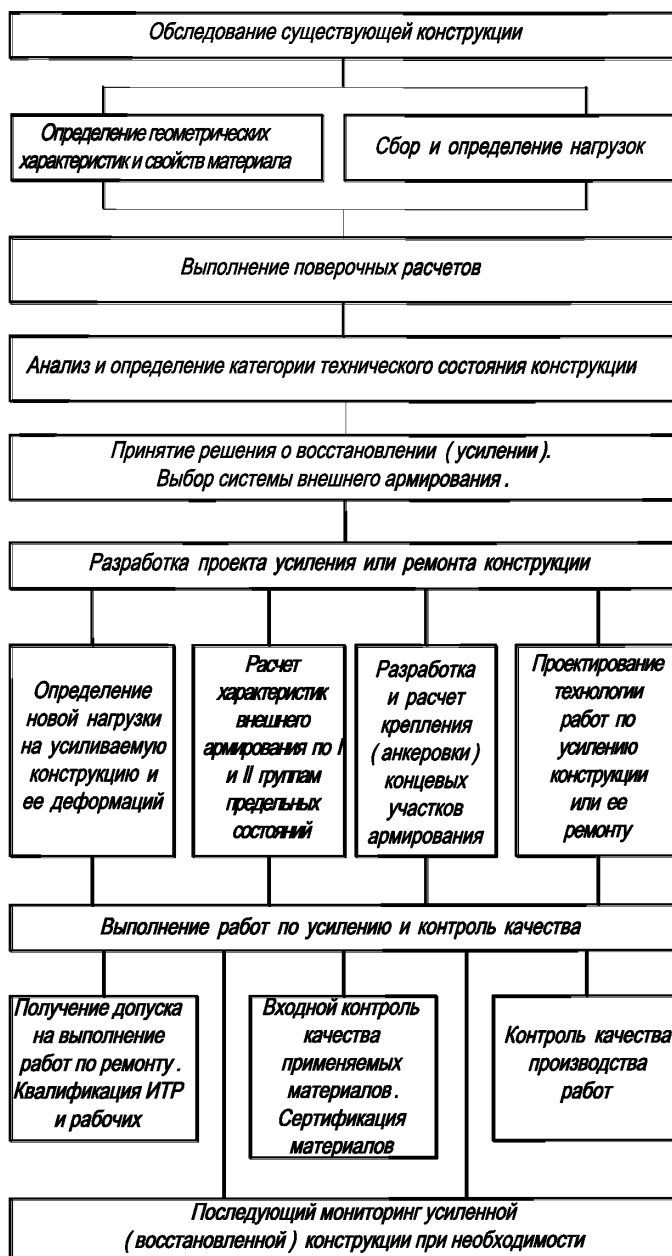 Обследование существующей конструкции
Определение геометрических
характеристик и свойств материала
Сбор и определение нагрузок
Выполнение поверочных расчетов
Анализ и определение категории технического состояния конструкции
Принятие решения о восстановлении ( усилении ).
Выбор системы внешнего армирования .
Разработка проекта усиления или ремонта конструкции
Определение
новой нагрузки
на усиливаемую
конструкцию и
ее деформаций
Расчет
характеристик
внешнего
армирования по I
и II группам
предельных
состояний
Разработка
и расчет
крепления
( анкеровки )
концевых
участков
армирования
Проектирование
технологии
работ по
усилению
конструкции
или ее
ремонту
Выполнение работ по усилению и контроль качества
Получение допуска
на выполнение
работ по ремонту .
Квалификация ИТР
и рабочих
Входной контроль
качества
применяемых
материалов .
Сертификация
материалов
Контроль качества
производства
работ
Последующий мониторинг усиленной
( восстановленной ) конструкции при необходимости